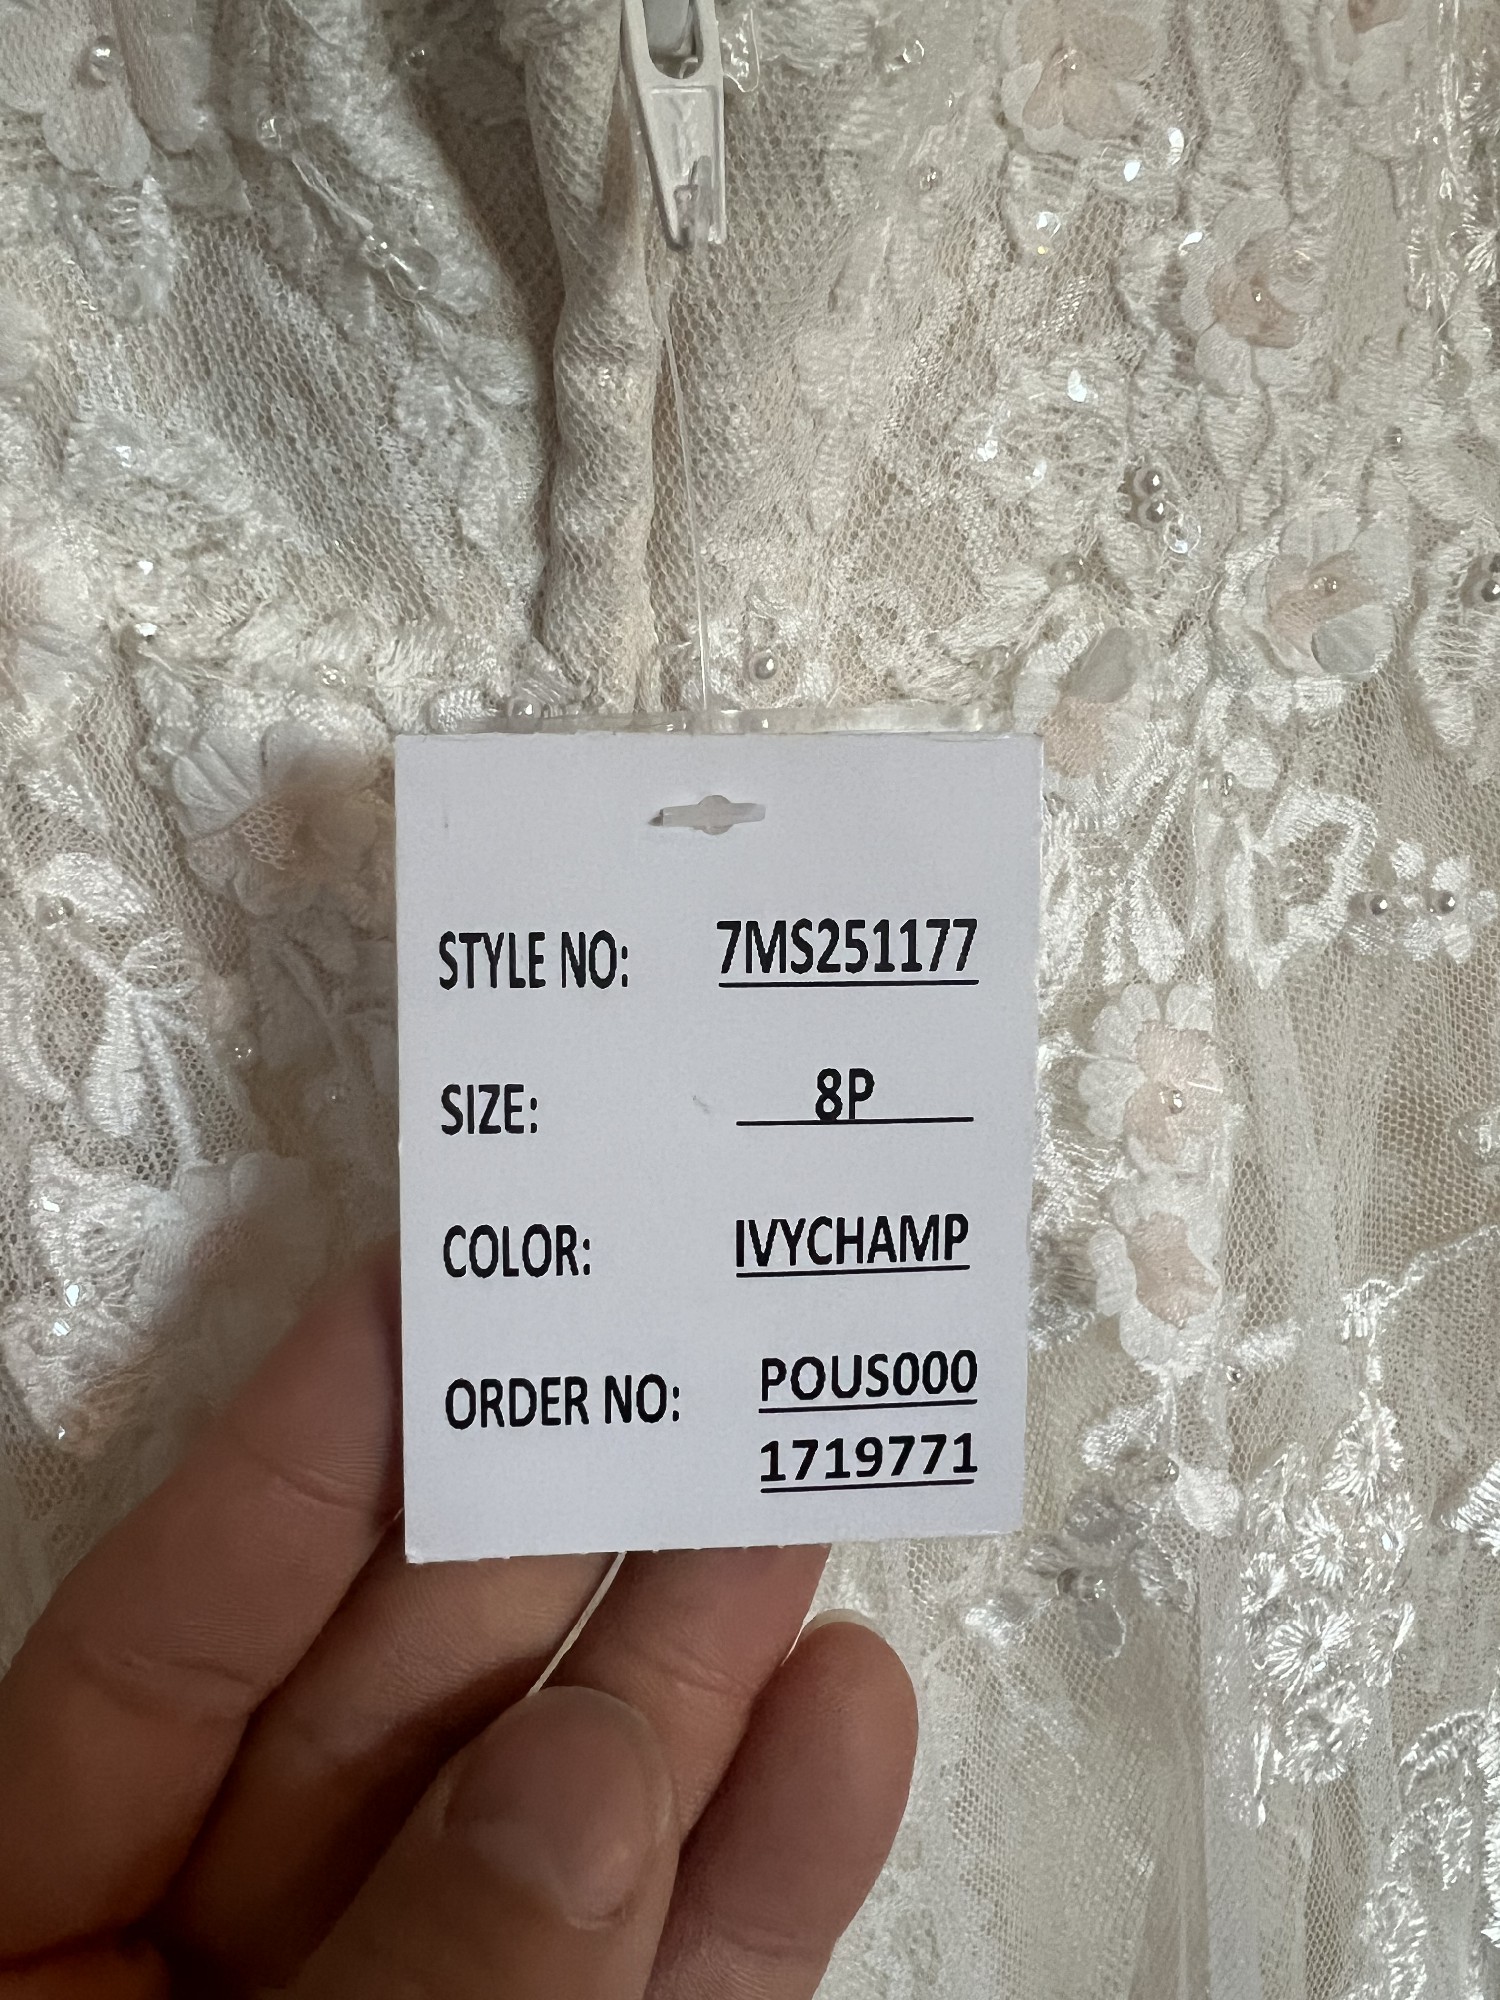 STYLE NO: 7MS251177
SIZE: 8P
COLOR: IVYCHAMP
ORDER NO: POUS000
1719771